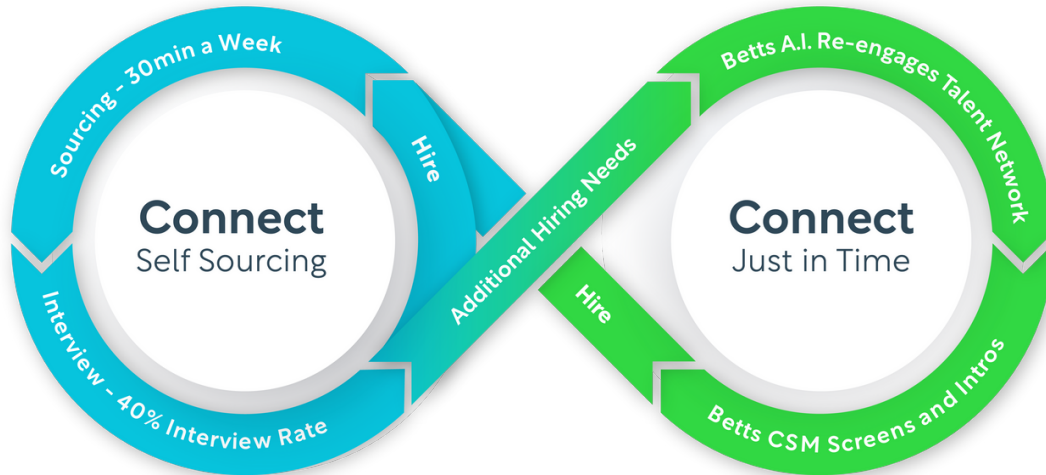 Sourcing - 30min a Week
Hire
Connect
Self Sourcing
Interview - 40% Interview Rate
Additional Hiring Needs
Betts A.I. Re-engages Talent Network
Connect
Just in Time
Hire
Betts CSM Screens and Intros